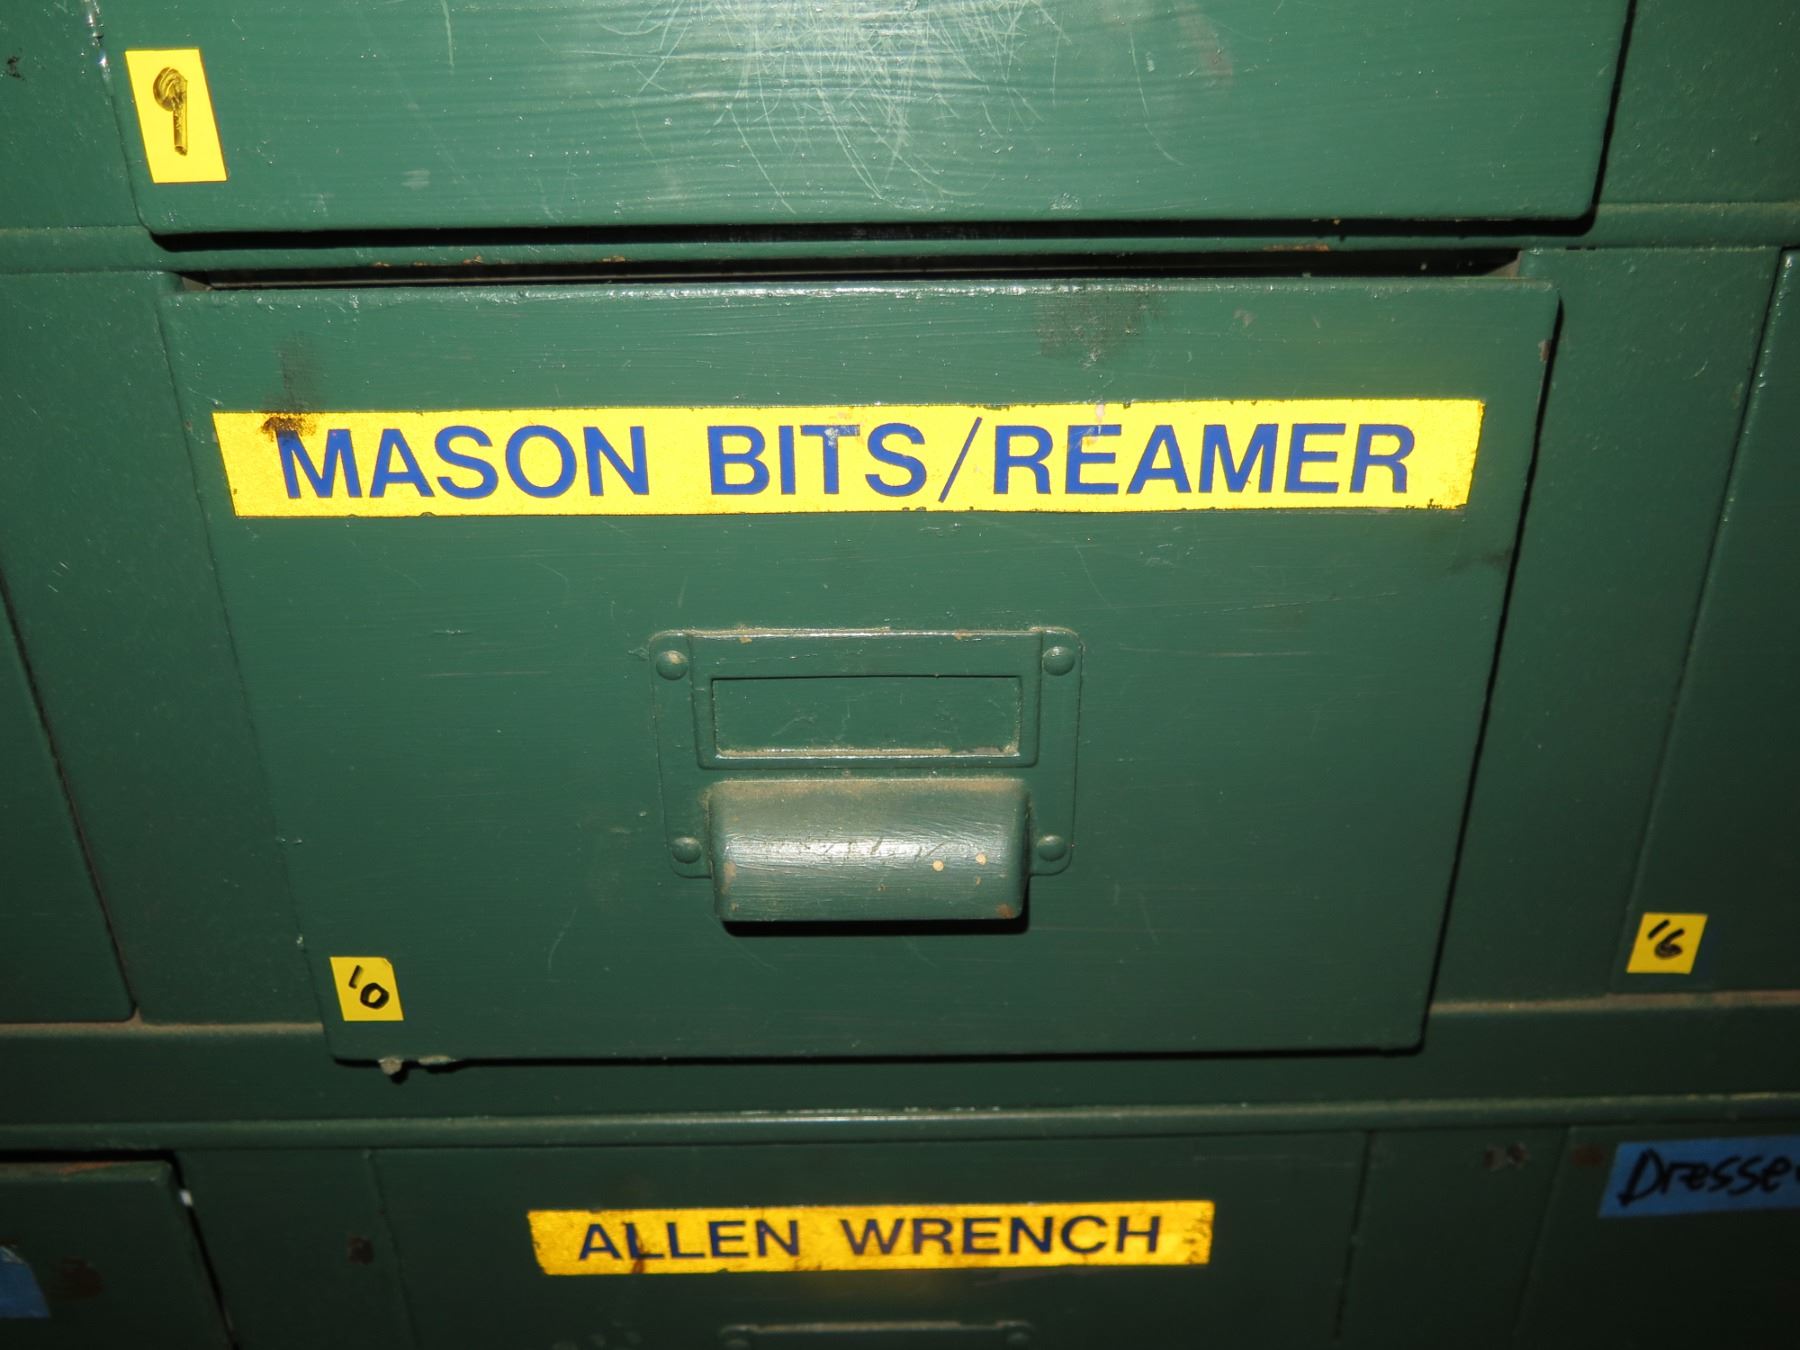 9
MASON BITS/REAMER
10
16
ALLEN WRENCH